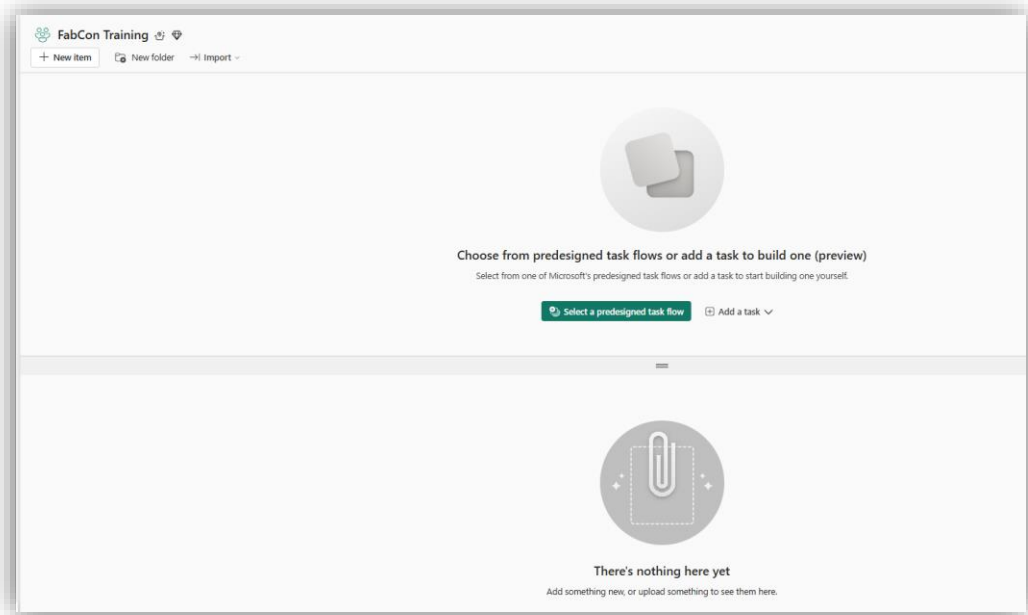 FabCon Training
New item
New folder
Import
Choose from predesigned task flows or add a task to build one (preview)
Select from one of Microsoft's predesigned task flows or add a task to start building one yourself.
Select a predesigned task flow
Add a task
There's nothing here yet
Add something new, or upload something to see them here.